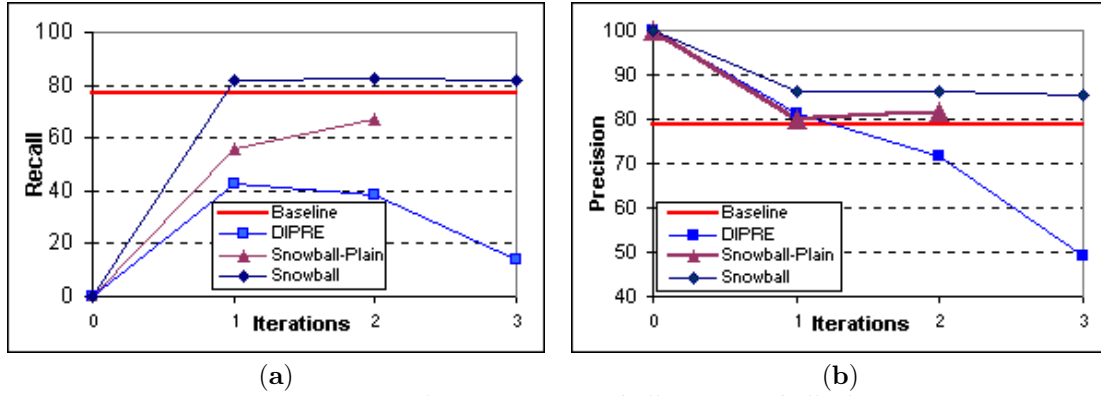 100
80
60
40
20
0
Recall
0 1 2 3
Iterations
Baseline
DIPRE
Snowball-Plain
Snowball
(a)
100
90
80
70
60
50
40
Precision
0 1 2 3
Iterations
Baseline
DIPRE
Snowball-Plain
Snowball
(b)